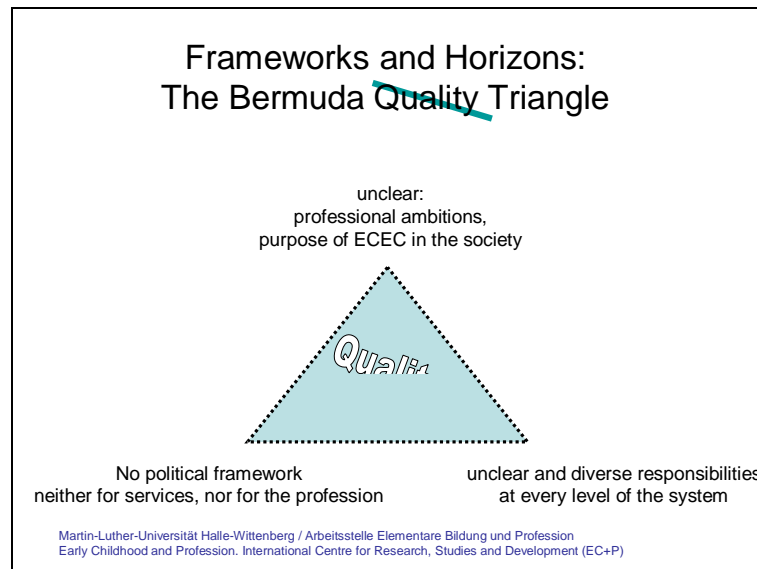 Frameworks and Horizons:
The Bermuda Quality Triangle
unclear:
professional ambitions,
purpose of ECEC in the society
Qualit
No political framework
neither for services, nor for the profession
unclear and diverse responsibilities
at every level of the system
Martin-Luther-Universität Halle-Wittenberg / Arbeitsstelle Elementare Bildung und Profession
Early Childhood and Profession. International Centre for Research, Studies and Development (EC+P)